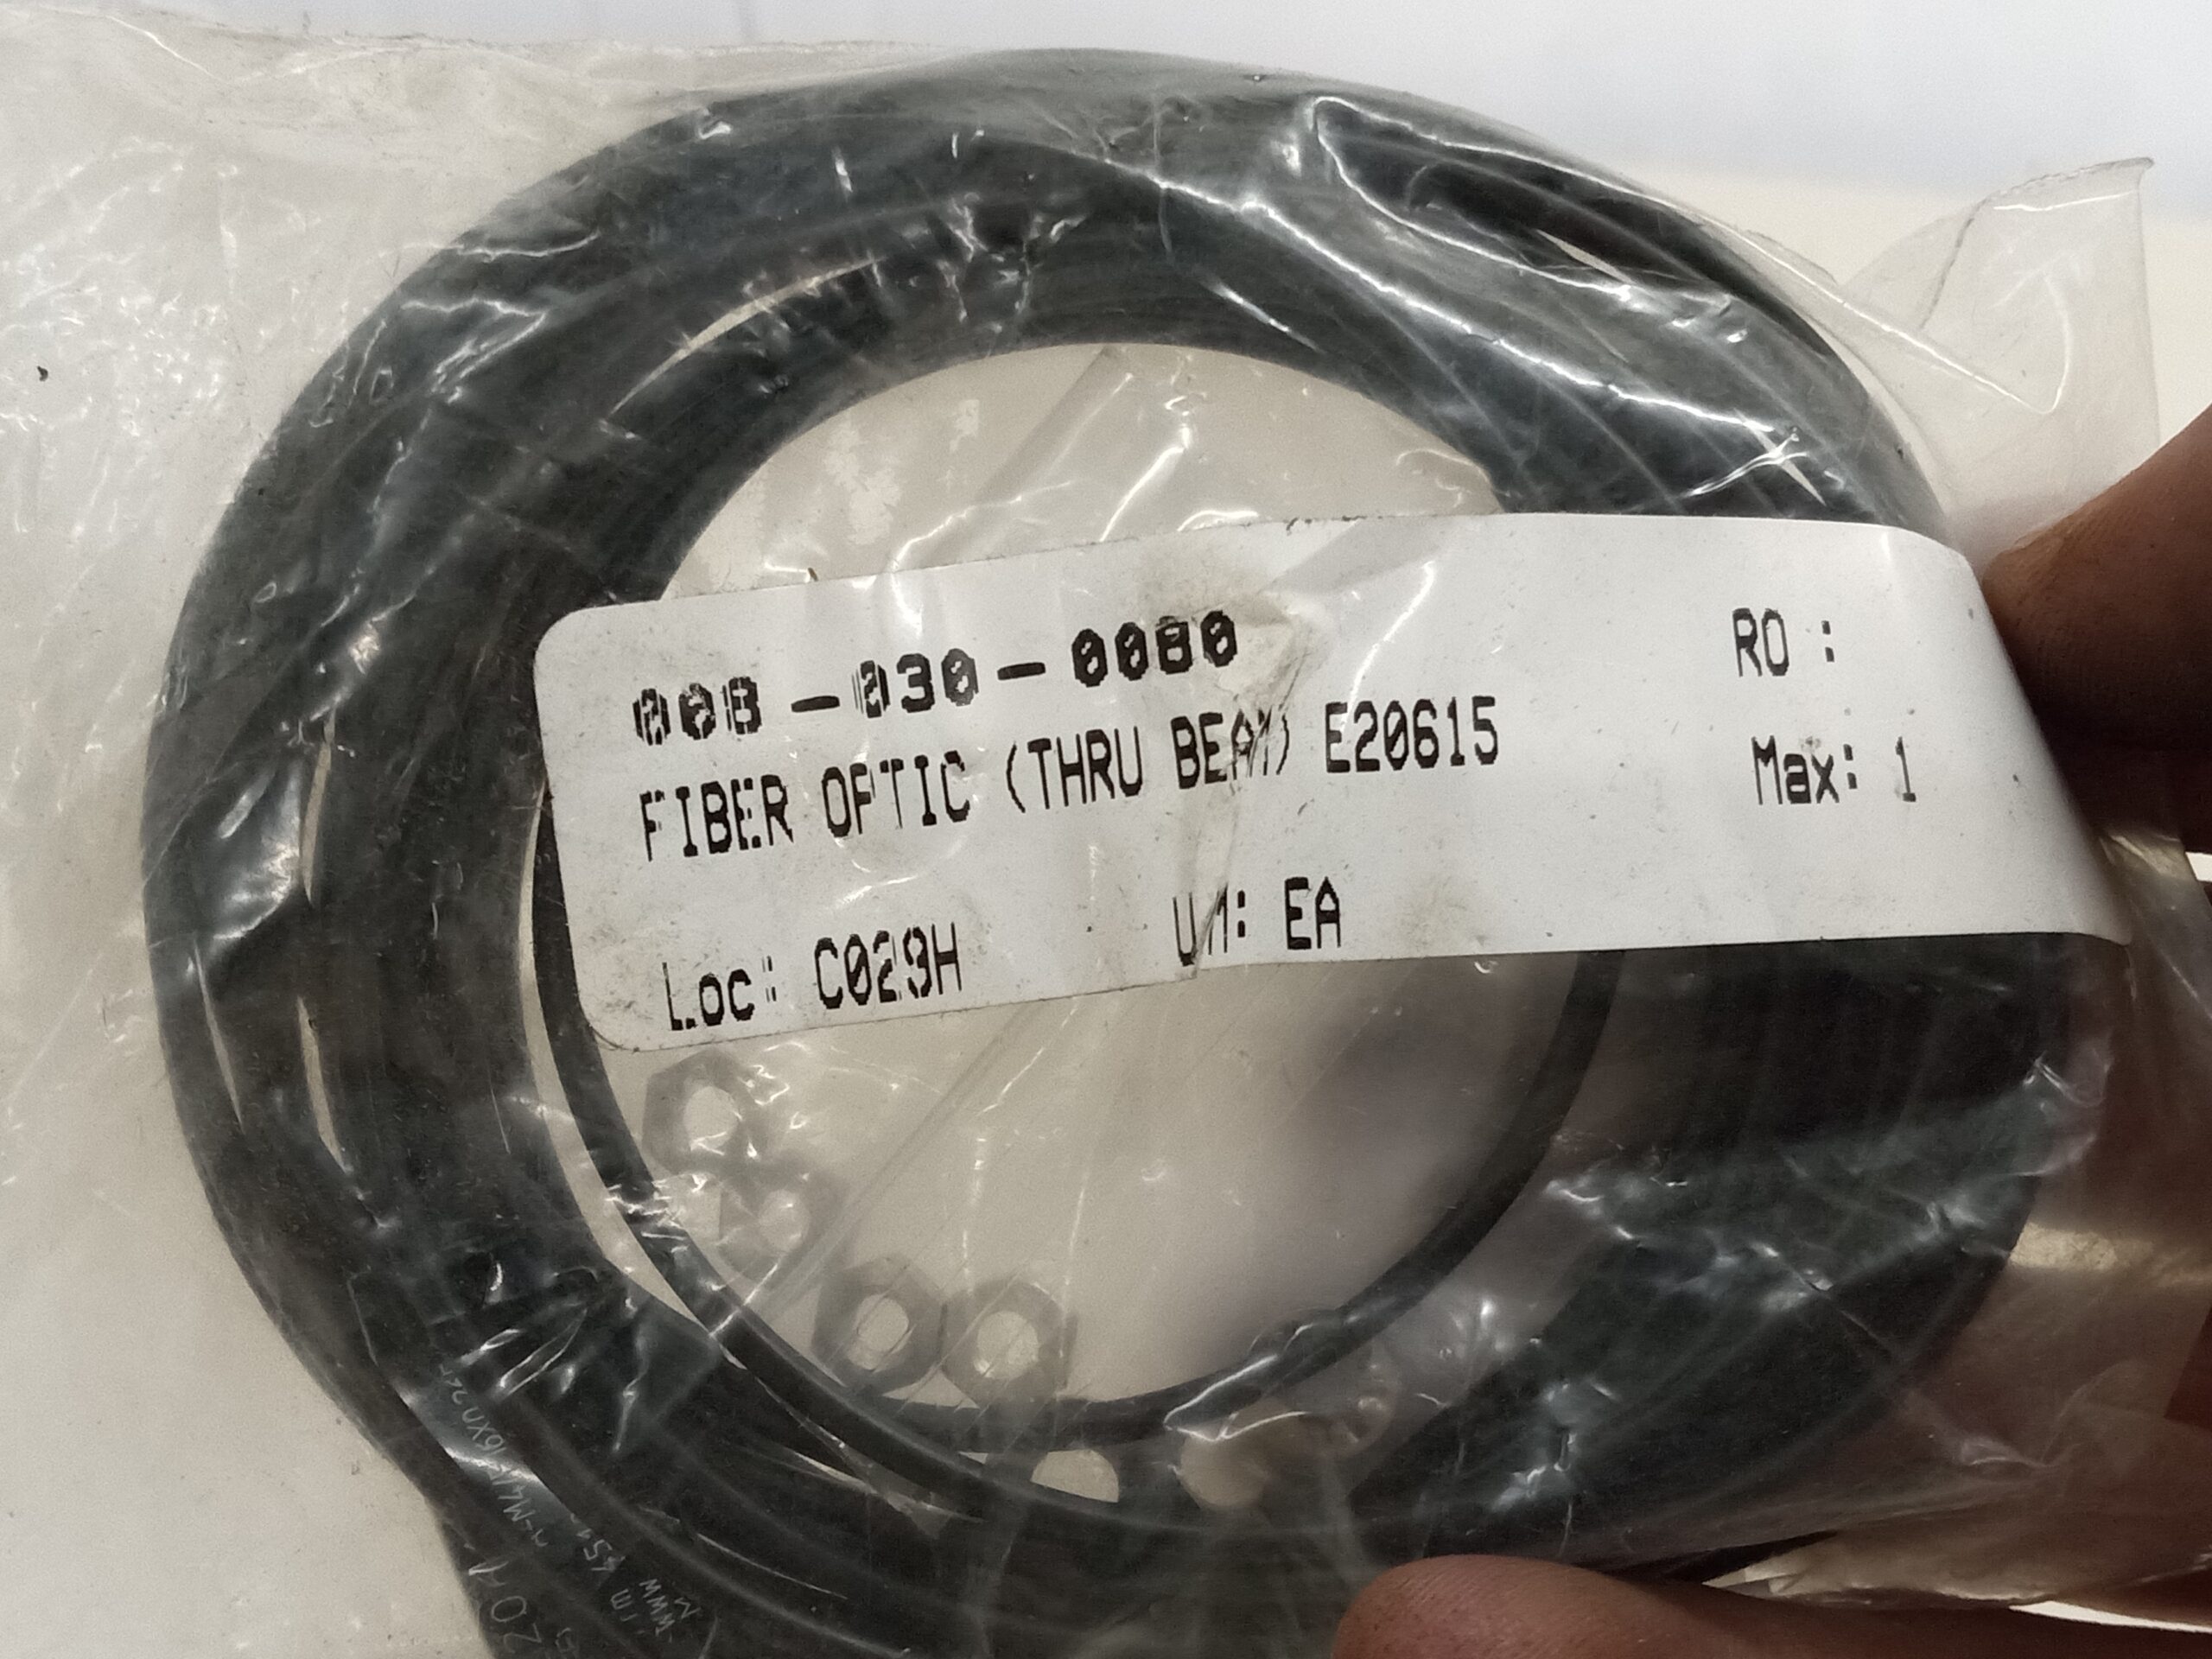 008-030-0080
RO :
FIBER OPTIC (THRU BEAM) E20615
Max: 1
Loc: C029H
UM: EA